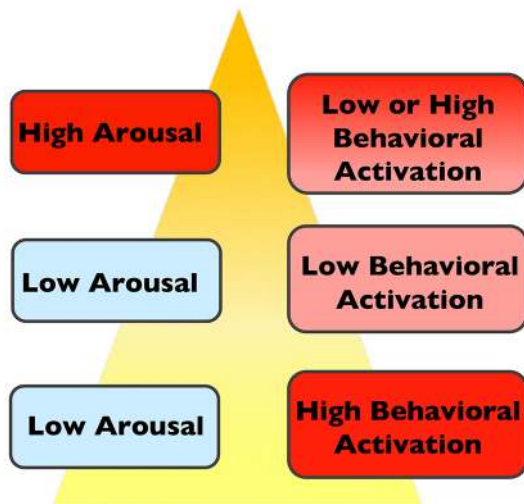 High Arousal
Low or High
Behavioral
Activation
Low Arousal
Low Behavioral
Activation
Low Arousal
High Behavioral
Activation